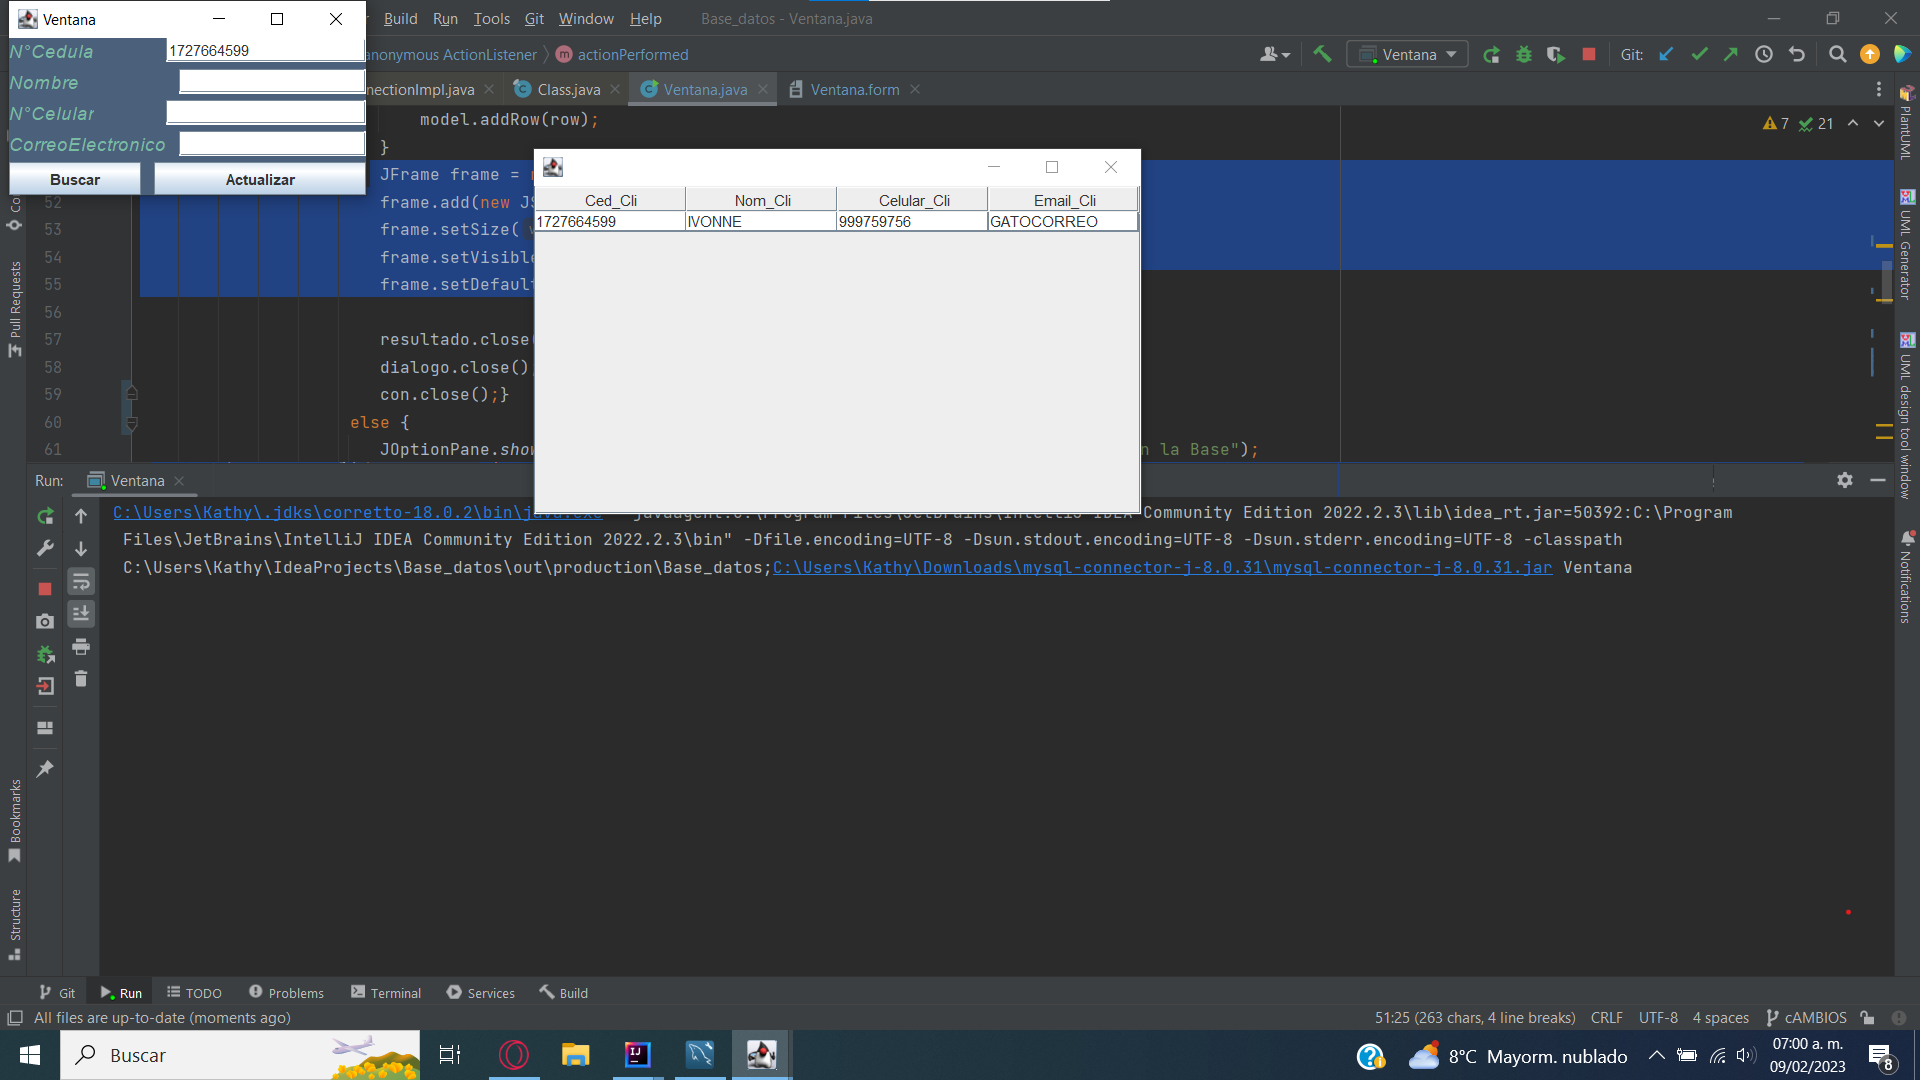 Ventana
N°Cedula 1727664599
Nombre
N°Celular
CorreoElectronico
Buscar Actualizar
Build Run Tools Git Window Help Base_datos - Ventana.java
anonymous ActionListener actionPerformed
Ventana Git:
nectionImpl.java Class.java Ventana.java Ventana.form
model.addRow(row);
7 21
}
JFrame frame =
52 frame.add(new JS
53 frame.setSize(
54 frame.setVisible
55 frame.setDefault
56
57 resultado.close(
58 dialogo.close()
59 con.close();}
60 else {
61 JOptionPane.sho n la Base");
Ced_Cli Nom_Cli Celular_Cli Email_Cli
1727664599 IVONNE 999759756 GATOCORREO
Co
Pull Requests
Bookmarks
Structure
PlantUML
UML Generator
UML design tool window
Notifications
Run: Ventana
C:\Users\Kathy\.jdks\corretto-18.0.2\bin\java.exe "-javaagent:C:\Program Files\JetBrains\IntelliJ IDEA Community Edition 2022.2.3\lib\idea_rt.jar=50392:C:\Program
Files\JetBrains\IntelliJ IDEA Community Edition 2022.2.3\bin" -Dfile.encoding=UTF-8 -Dsun.stdout.encoding=UTF-8 -Dsun.stderr.encoding=UTF-8 -classpath
C:\Users\Kathy\IdeaProjects\Base_datos\out\production\Base_datos;C:\Users\Kathy\Downloads\mysql-connector-j-8.0.31\mysql-connector-j-8.0.31.jar Ventana
Git Run TODO Problems Terminal Services Build
All files are up-to-date (moments ago) 51:25 (263 chars, 4 line breaks) CRLF UTF-8 4 spaces cAMBIOS
Buscar
8°C Mayorm. nublado
07:00 a. m.
09/02/2023
8